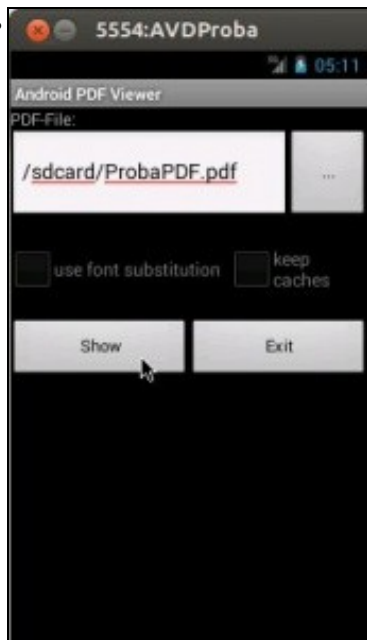 5554:AVDProba
05:11
Android PDF Viewer
PDF-File:
/sdcard/ProbaPDF.pdf
...
use font substitution
keep
caches
Show
Exit